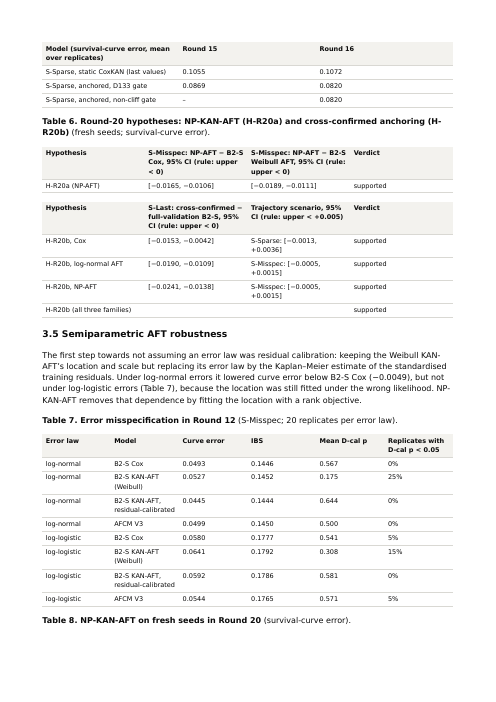 Model (survival-curve error, mean Round 15 Round 16
over replicates)
S-Sparse, static CoxKAN (last values) 0.1055 0.1072
S-Sparse, anchored, D133 gate 0.0869 0.0820
S-Sparse, anchored, non-cliff gate – 0.0820
Table 6. Round-20 hypotheses: NP-KAN-AFT (H-R20a) and cross-confirmed anchoring (H-
R20b) (fresh seeds; survival-curve error).
Hypothesis S-Misspec: NP-AFT − B2-S S-Misspec: NP-AFT − B2-S Verdict
Cox, 95% CI (rule: upper Weibull AFT, 95% CI (rule:
< 0) upper < 0)
H-R20a (NP-AFT) [−0.0165, −0.0106] [−0.0189, −0.0111] supported
Hypothesis S-Last: cross-confirmed − Trajectory scenario, 95% Verdict
full-validation B2-S, 95% CI (rule: upper < +0.005)
CI (rule: upper < 0)
H-R20b, Cox [−0.0153, −0.0042] S-Sparse: [−0.0013, supported
+0.0036]
H-R20b, log-normal AFT [−0.0190, −0.0109] S-Misspec: [−0.0005, supported
+0.0015]
H-R20b, NP-AFT [−0.0241, −0.0138] S-Misspec: [−0.0005, supported
+0.0015]
H-R20b (all three families) supported
3.5 Semiparametric AFT robustness
The first step towards not assuming an error law was residual calibration: keeping the Weibull KAN-
AFT’s location and scale but replacing its error law by the Kaplan–Meier estimate of the standardised
training residuals. Under log-normal errors it lowered curve error below B2-S Cox (−0.0049), but not
under log-logistic errors (Table 7), because the location was still fitted under the wrong likelihood. NP-
KAN-AFT removes that dependence by fitting the location with a rank objective.
Table 7. Error misspecification in Round 12 (S-Misspec; 20 replicates per error law).
Error law Model Curve error IBS Mean D-cal p Replicates with
D-cal p < 0.05
log-normal B2-S Cox 0.0493 0.1446 0.567 0%
log-normal B2-S KAN-AFT 0.0527 0.1452 0.175 25%
(Weibull)
log-normal B2-S KAN-AFT, 0.0445 0.1444 0.644 0%
residual-calibrated
log-normal AFCM V3 0.0499 0.1450 0.500 0%
log-logistic B2-S Cox 0.0580 0.1777 0.541 5%
log-logistic B2-S KAN-AFT 0.0641 0.1792 0.308 15%
(Weibull)
log-logistic B2-S KAN-AFT, 0.0592 0.1786 0.581 0%
residual-calibrated
log-logistic AFCM V3 0.0544 0.1765 0.571 5%
Table 8. NP-KAN-AFT on fresh seeds in Round 20 (survival-curve error).